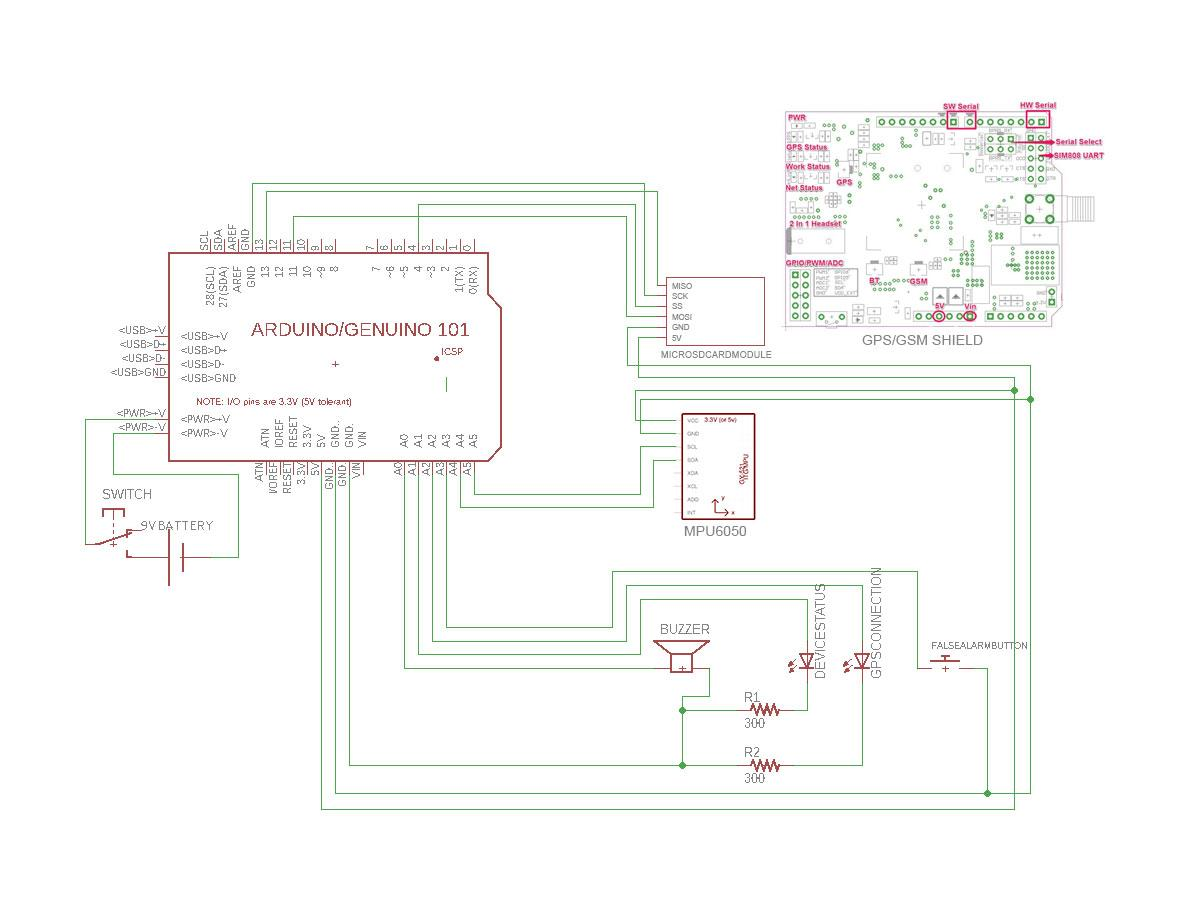 SW Serial
HW Serial
PWR
GPS Status
Work Status
Net Status
GPS
Serial Select
SIM808 UART
2 In 1 Headset
GPIO/PWM/ADC
BT
GSM
5V
Vin
GPS/GSM SHIELD
SCL
SDA
AREF
GND
13
12
11
10
9
8
7
6
5
4
3
2
1
0
28(SCL)
27(SDA)
AREF
GND
13
12
11
10
~9
8
7
~6
~5
4
~3
2
1(TX)
0(RX)
ARDUINO/GENUINO 101
ICSP
<USB>+V
<USB>D+
<USB>D-
<USB>GND
<USB>+V
<USB>D+
<USB>D-
<USB>GND
NOTE: I/O pins are 3.3V (5V tolerant)
<PWR>+V
<PWR>-V
<PWR>+V
<PWR>-V
ATN
IOREF
RESET
3.3V
5V
GND..
GND.
VIN
A0
A1
A2
A3
A4
A5
ATN
I/OREF
RESET
3.3V
5V
GND..
GND.
VIN
A0
A1
A2
A3
A4
A5
MISO
SCK
SS
MOSI
GND
5V
MICROSDCARDMODULE
VCC
GND
SCL
SDA
XDA
XCL
ADO
INT
3.3V (or 5v)
y
x
MPU6050
SWITCH
9VBATTERY
BUZZER
DEVICESTATUS
GPSCONNECTION
FALSEALARMBUTTON
R1
300
R2
300